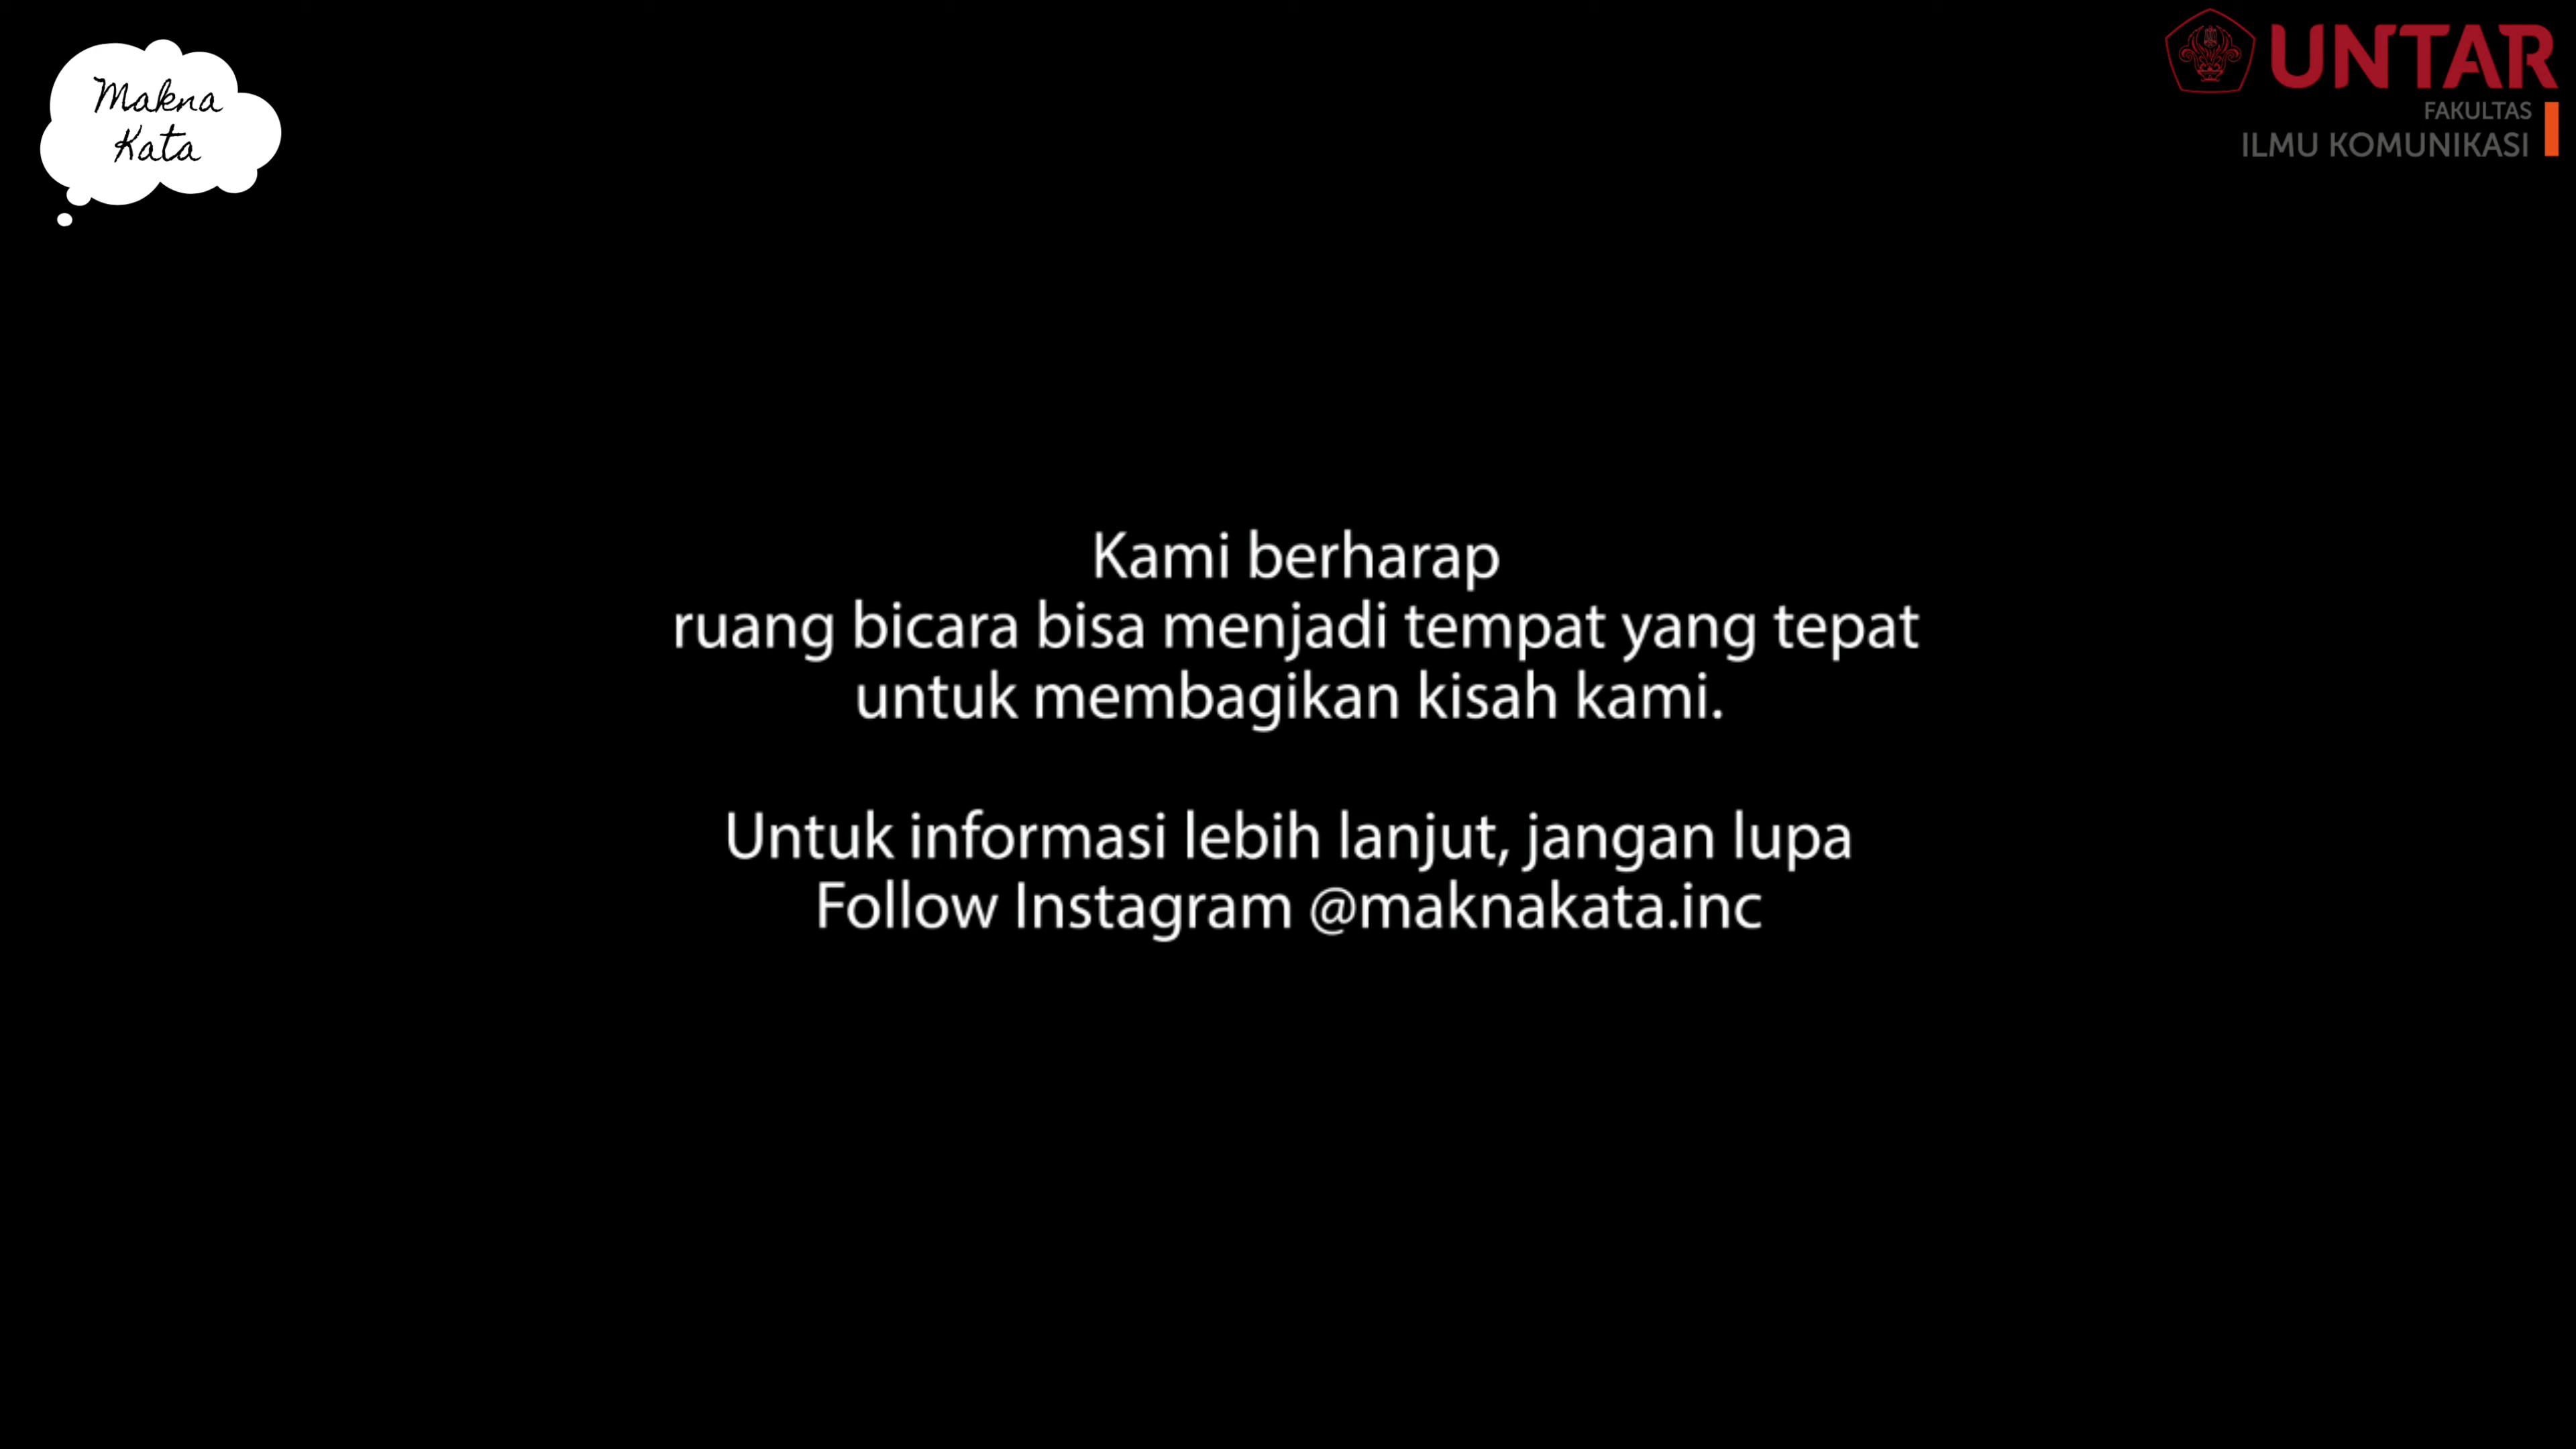 Makna
Kata
UNTAR
FAKULTAS
ILMU KOMUNIKASI
Kami berharap
ruang bicara bisa menjadi tempat yang tepat
untuk membagikan kisah kami.
Untuk informasi lebih lanjut, jangan lupa
Follow Instagram @maknakata.inc